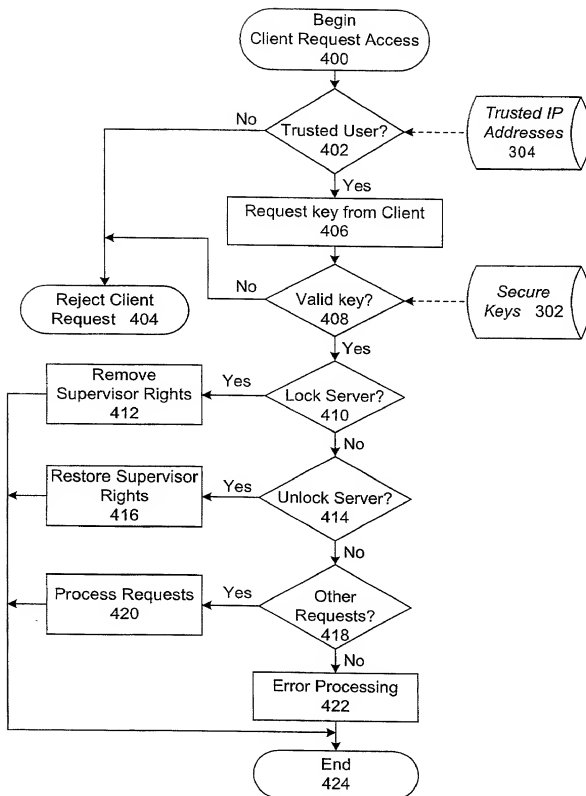 Begin
Client Request Access
400
No
Trusted User?
402
Trusted IP
Addresses
304
Yes
Request key from Client
406
No
Valid key?
408
Secure
Keys 302
Reject Client
Request 404
Yes
Remove
Supervisor Rights
412
Yes
Lock Server?
410
No
Restore Supervisor
Rights
416
Yes
Unlock Server?
414
No
Process Requests
420
Yes
Other
Requests?
418
No
Error Processing
422
End
424